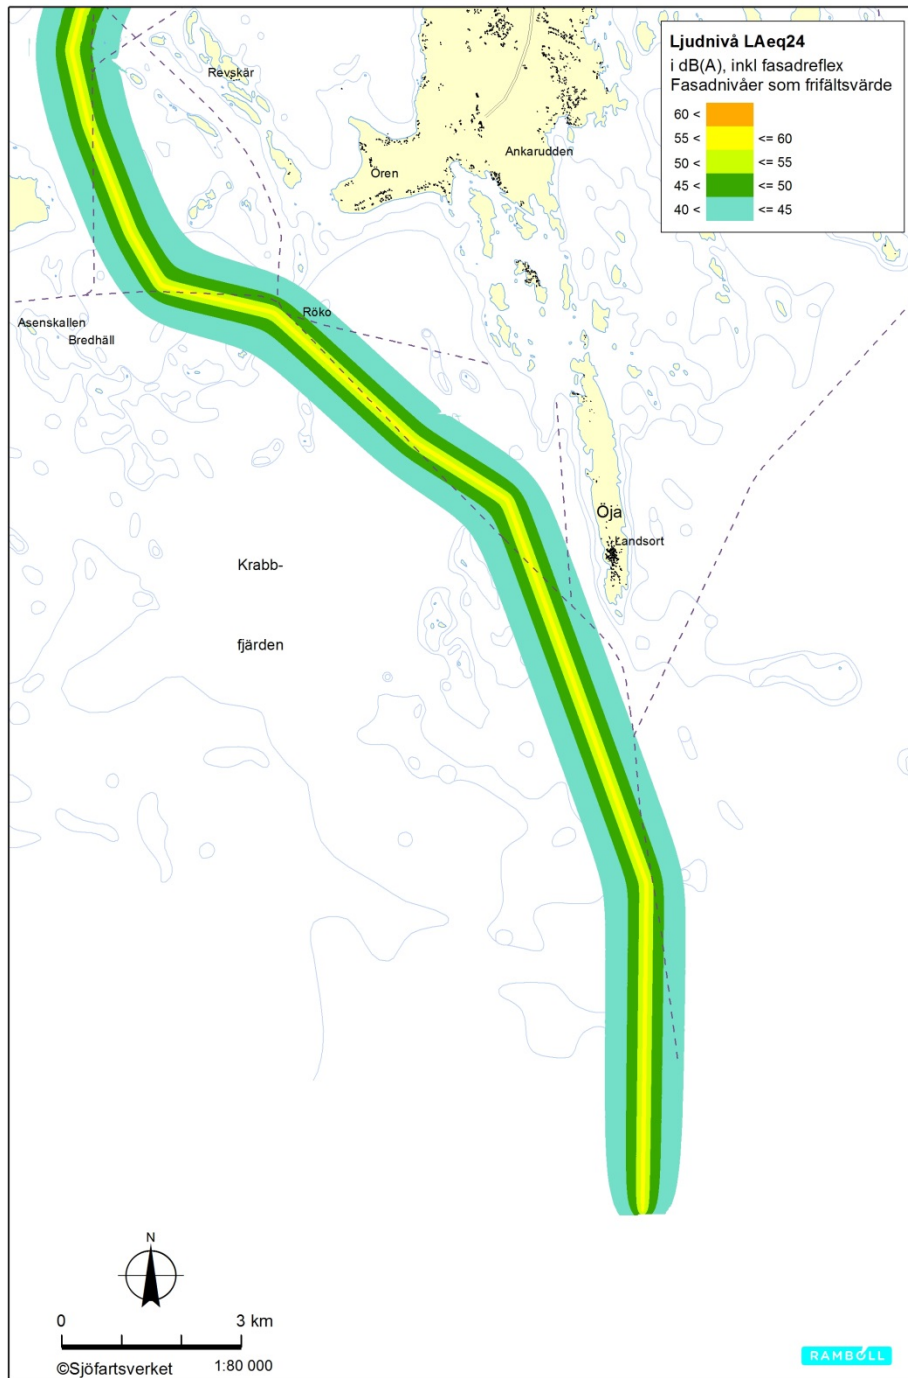 Ljudnivå LAeq24
i dB(A), inkl fasadreflex
Fasadnivåer som frifältsvärde
60 <
55 < <= 60
50 < <= 55
45 < <= 50
40 < <= 45
Revskär
Ankarudden
Ören
Röko
Asenskallen
Bredhäll
Öja
Landsort
Krabb-
fjärden
N
0 3 km
©Sjöfartsverket 1:80 000
RAMBOLL